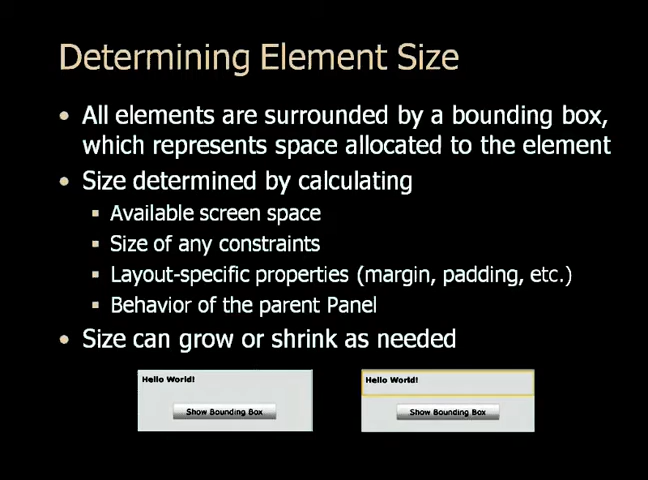 Determining Element Size
• All elements are surrounded by a bounding box,
which represents space allocated to the element
• Size determined by calculating
▪ Available screen space
▪ Size of any constraints
▪ Layout-specific properties (margin, padding, etc.)
▪ Behavior of the parent Panel
• Size can grow or shrink as needed
Hello World!
Show Bounding Box
Hello World!
Show Bounding Box